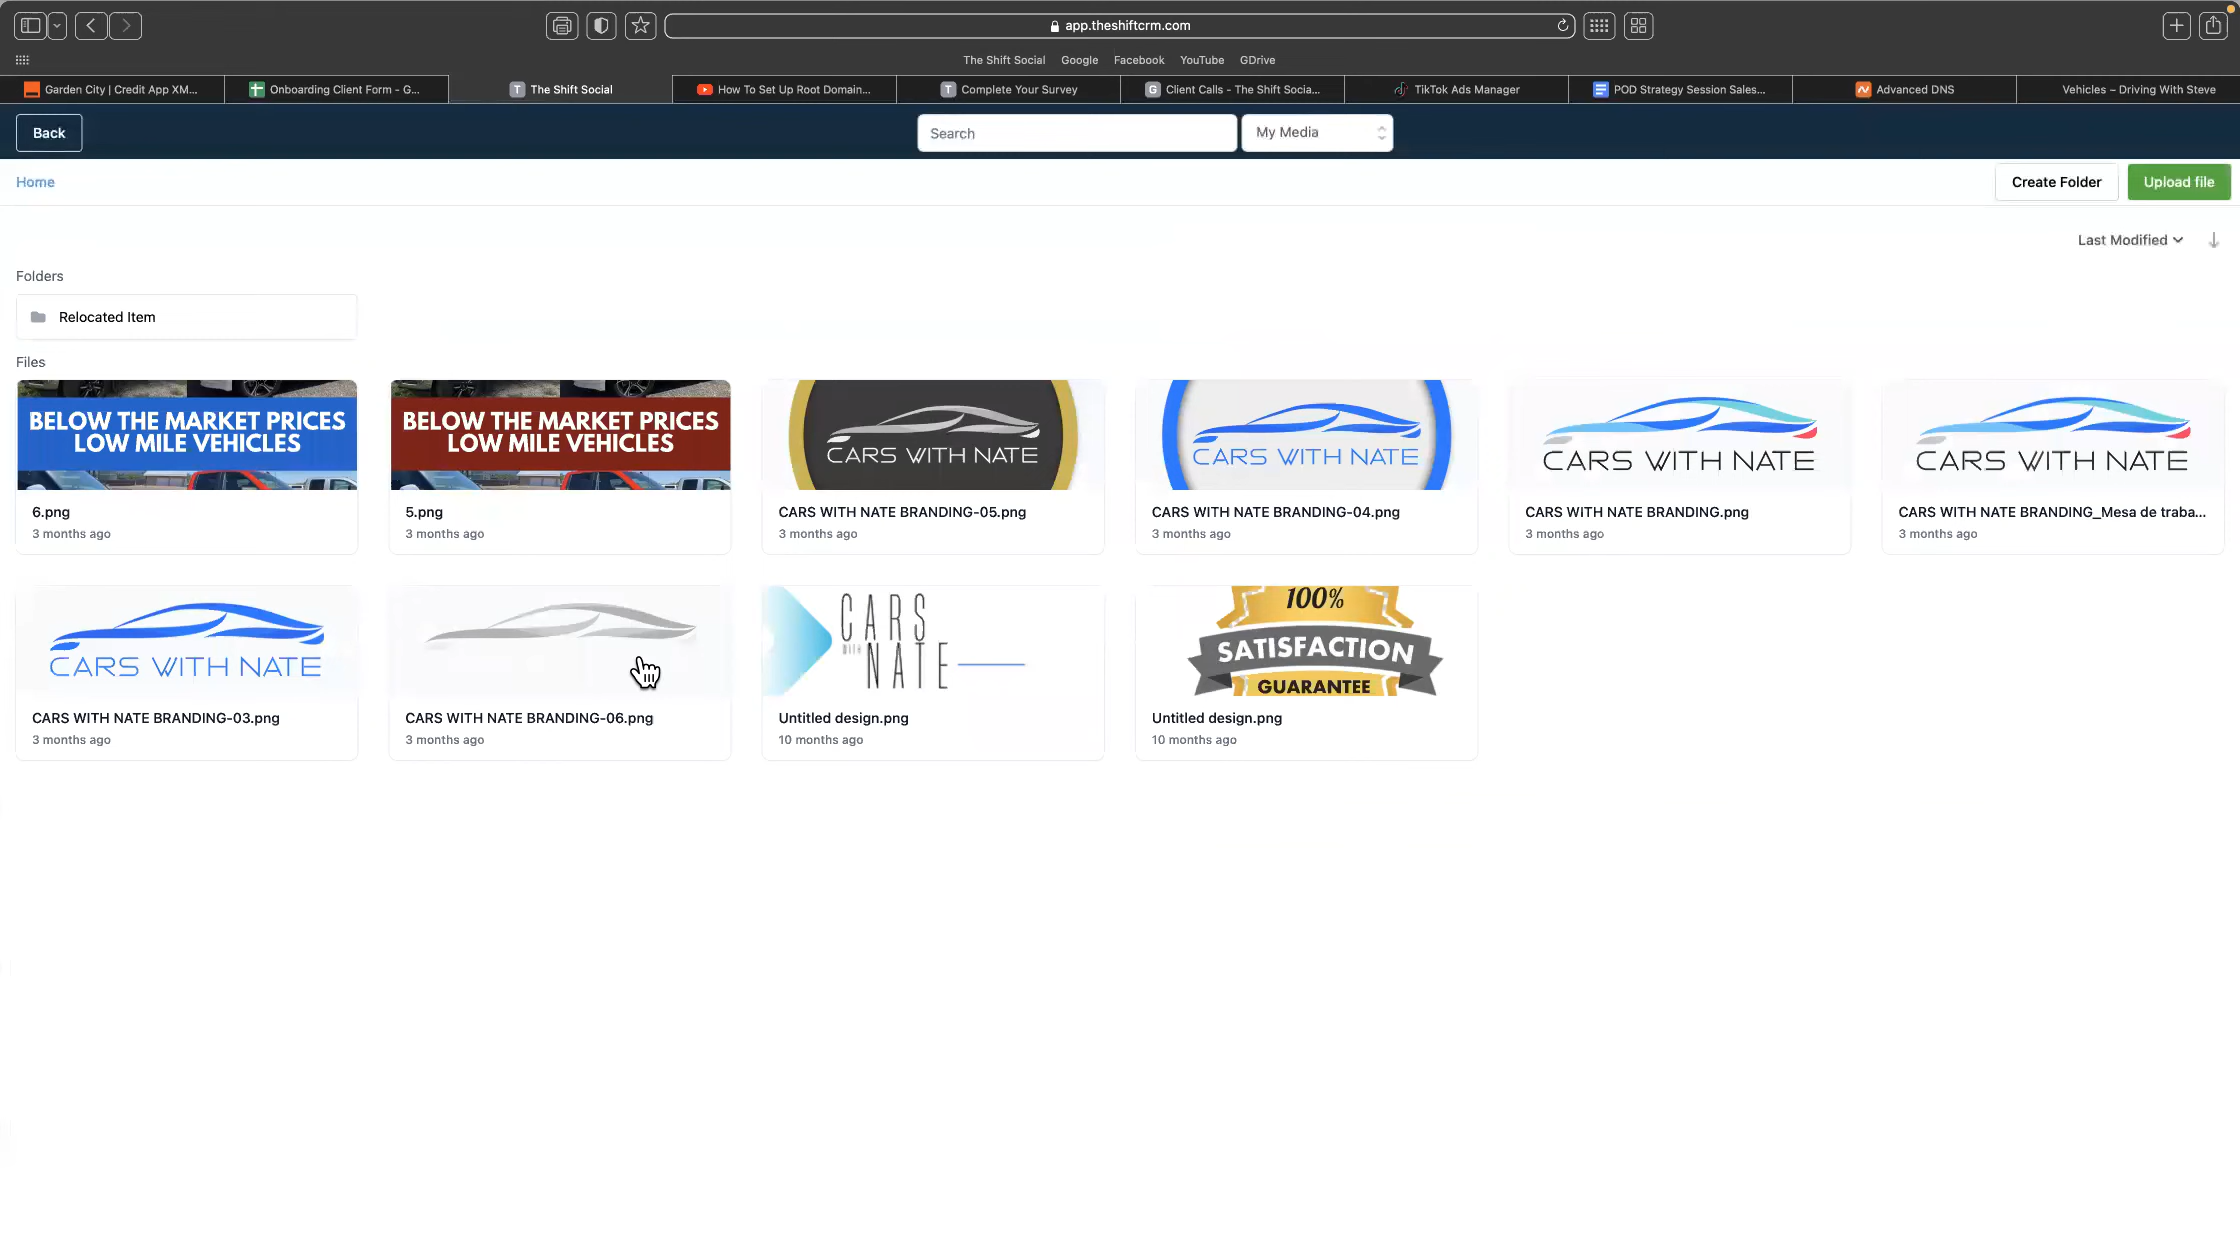 app.theshiftcrm.com
The Shift Social Google Facebook YouTube GDrive
Garden City | Credit App XM...
Onboarding Client Form - G...
The Shift Social
How To Set Up Root Domain...
Complete Your Survey
Client Calls - The Shift Socia...
TikTok Ads Manager
POD Strategy Session Sales...
Advanced DNS
Vehicles – Driving With Steve
Back
Search
My Media
Home
Create Folder
Upload file
Last Modified
Folders
Relocated Item
Files
BELOW THE MARKET PRICES
LOW MILE VEHICLES
6.png
3 months ago
BELOW THE MARKET PRICES
LOW MILE VEHICLES
5.png
3 months ago
CARS WITH NATE
CARS WITH NATE BRANDING-05.png
3 months ago
CARS WITH NATE
CARS WITH NATE BRANDING-04.png
3 months ago
CARS WITH NATE
CARS WITH NATE BRANDING.png
3 months ago
CARS WITH NATE
CARS WITH NATE BRANDING_Mesa de traba...
3 months ago
CARS WITH NATE
CARS WITH NATE BRANDING-03.png
3 months ago
CARS WITH NATE BRANDING-06.png
3 months ago
CARS
WITH
NATE
Untitled design.png
10 months ago
100%
SATISFACTION
GUARANTEE
Untitled design.png
10 months ago